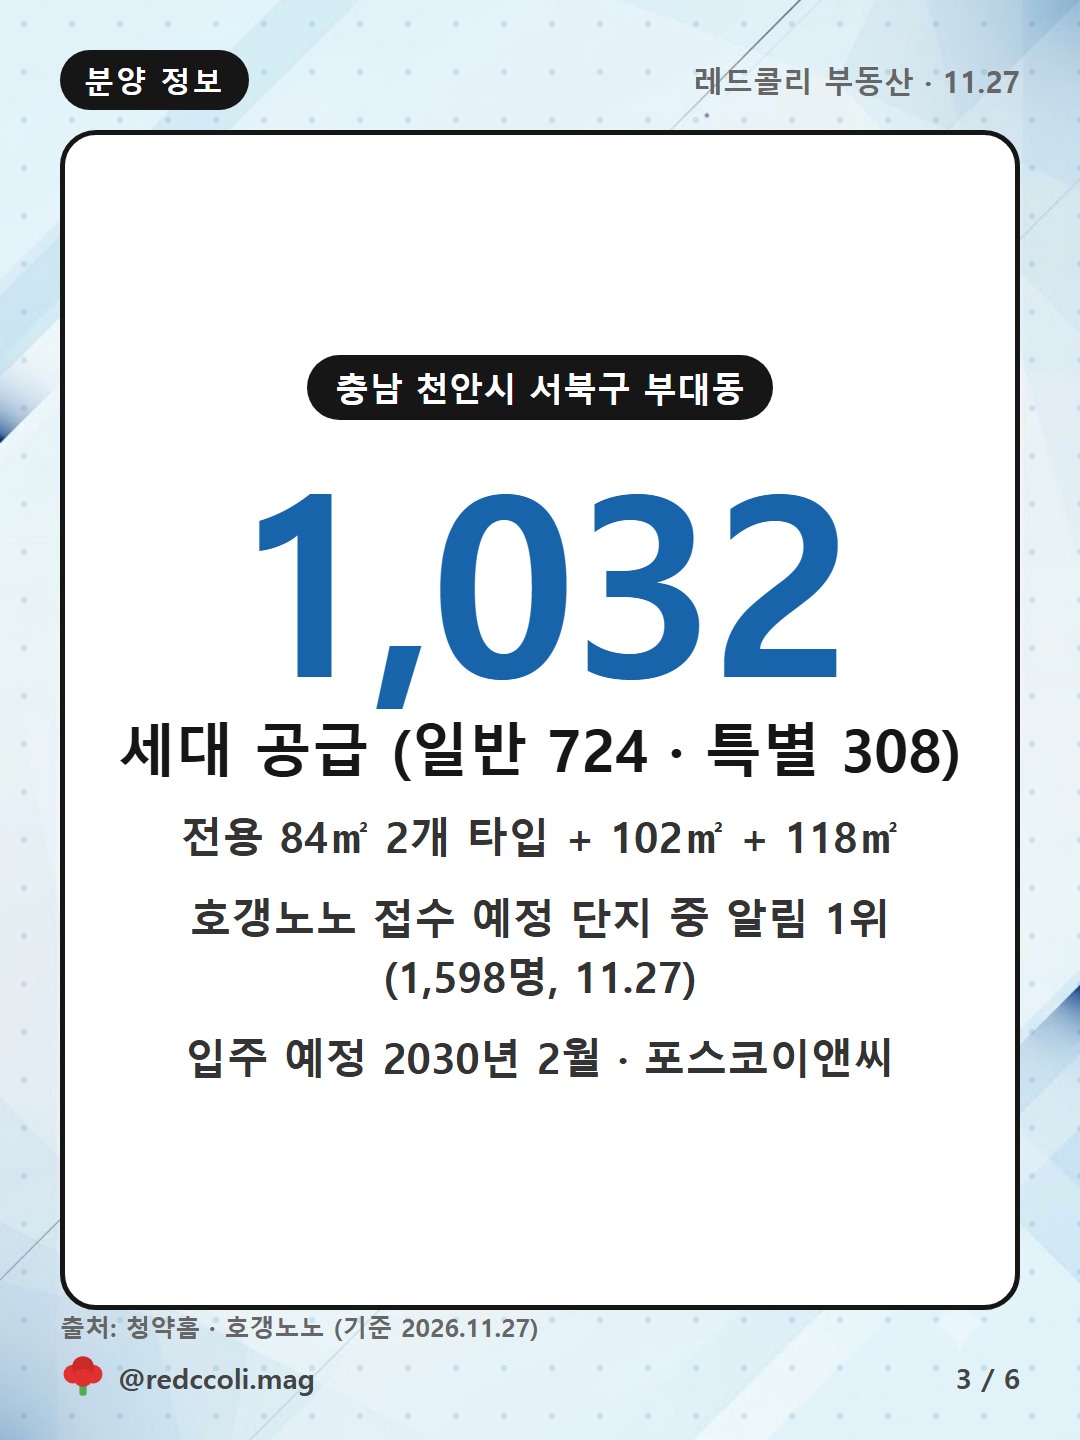 분양 정보
레드콜리 부동산 · 11.27
충남 천안시 서북구 부대동
1,032
세대 공급 (일반 724 · 특별 308)
전용 84㎡ 2개 타입 + 102㎡ + 118㎡
호갱노노 접수 예정 단지 중 알림 1위
(1,598명, 11.27)
입주 예정 2030년 2월 · 포스코이앤씨
출처: 청약홈 · 호갱노노 (기준 2026.11.27)
@redccoli.mag
3 / 6